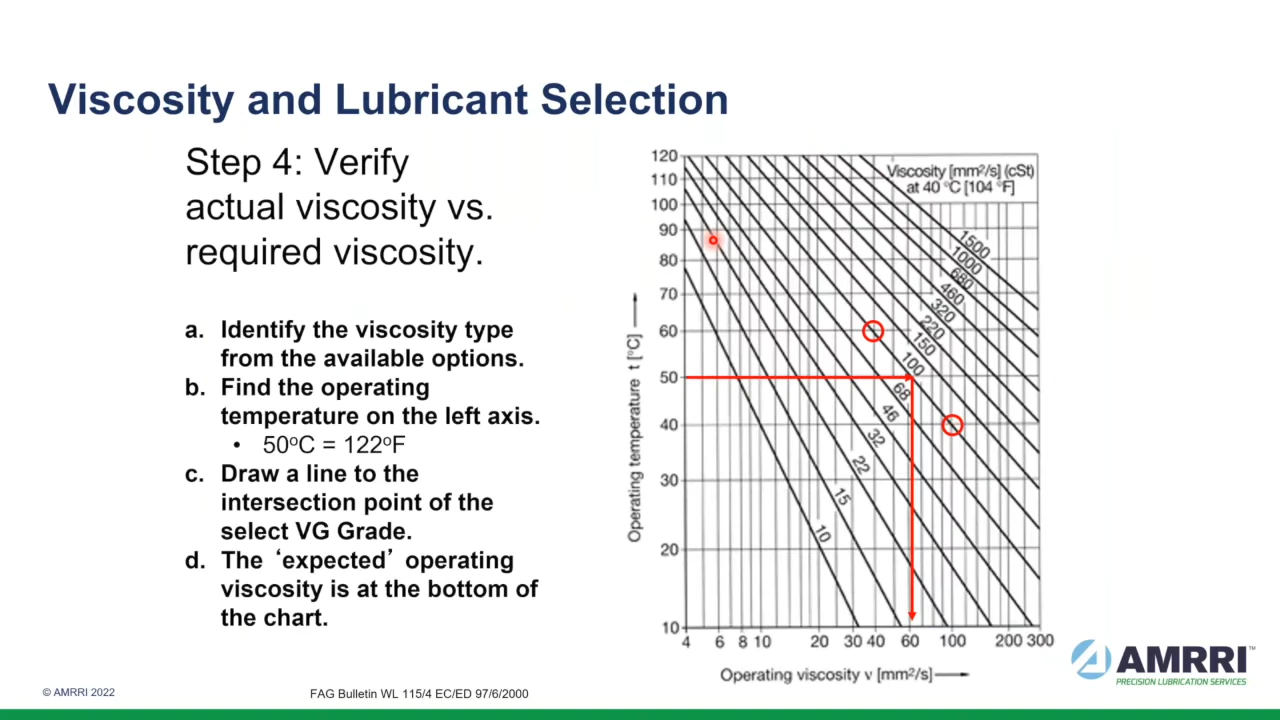 Viscosity and Lubricant Selection
Step 4: Verify
actual viscosity vs.
required viscosity.
a. Identify the viscosity type
from the available options.
b. Find the operating
temperature on the left axis.
• 50ºC = 122ºF
c. Draw a line to the
intersection point of the
select VG Grade.
d. The ‘expected’ operating
viscosity is at the bottom of
the chart.
Viscosity [mm²/s] (cSt)
at 40 °C [104 °F]
120
110
100
90
80
70
60
50
40
30
20
10
Operating temperature t [°C]
1500
1000
680
460
320
220
150
100
68
46
32
22
15
10
4 6 8 10 20 30 40 60 100 200 300
Operating viscosity ν [mm²/s]
AMRRI™
PRECISION LUBRICATION SERVICES
© AMRRI 2022
FAG Bulletin WL 115/4 EC/ED 97/6/2000